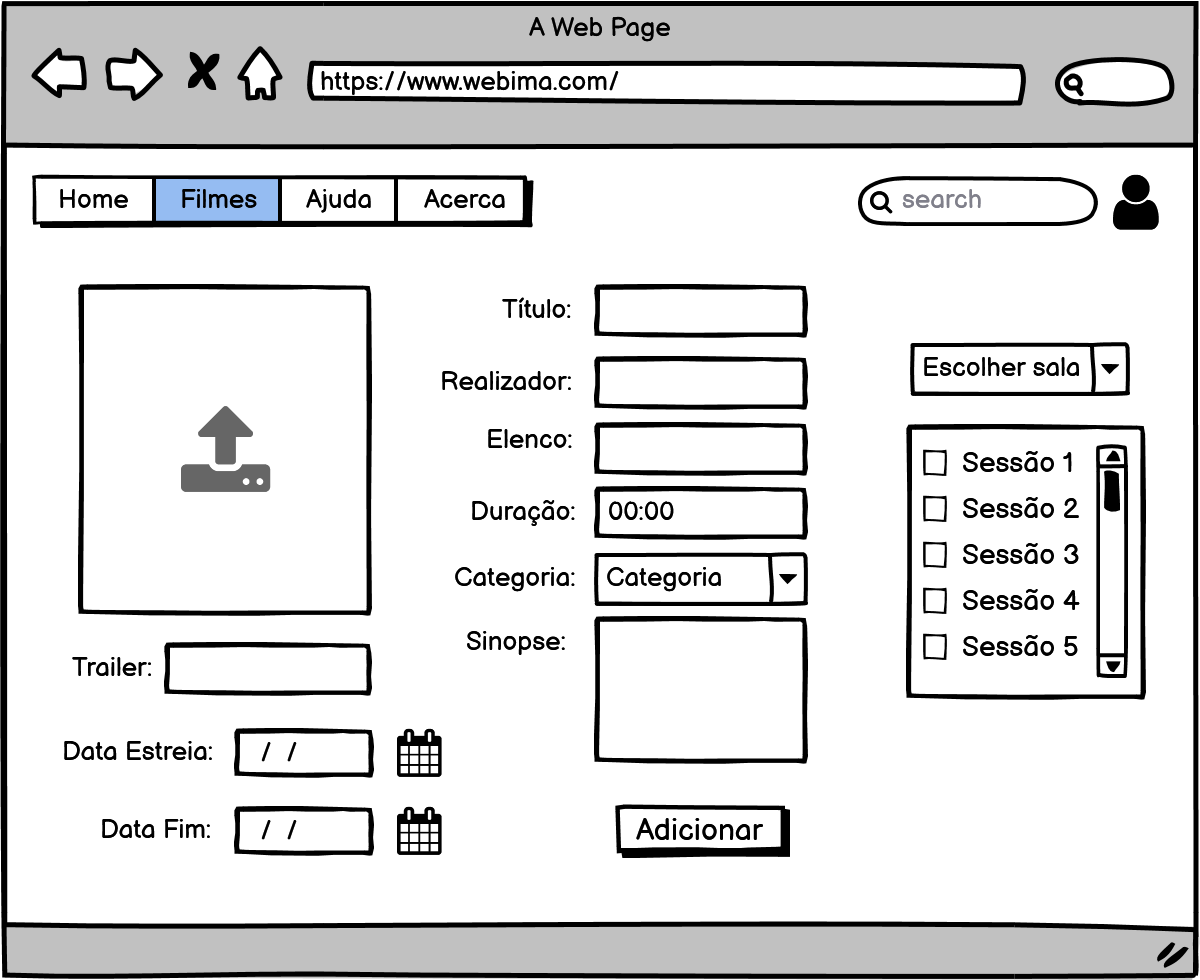 A Web Page
https://www.webima.com/
Home Filmes Ajuda Acerca
search
Título:
Realizador:
Elenco:
Duração: 00:00
Categoria: Categoria
Sinopse:
Trailer:
Data Estreia: / /
Data Fim: / /
Adicionar
Escolher sala
Sessão 1
Sessão 2
Sessão 3
Sessão 4
Sessão 5